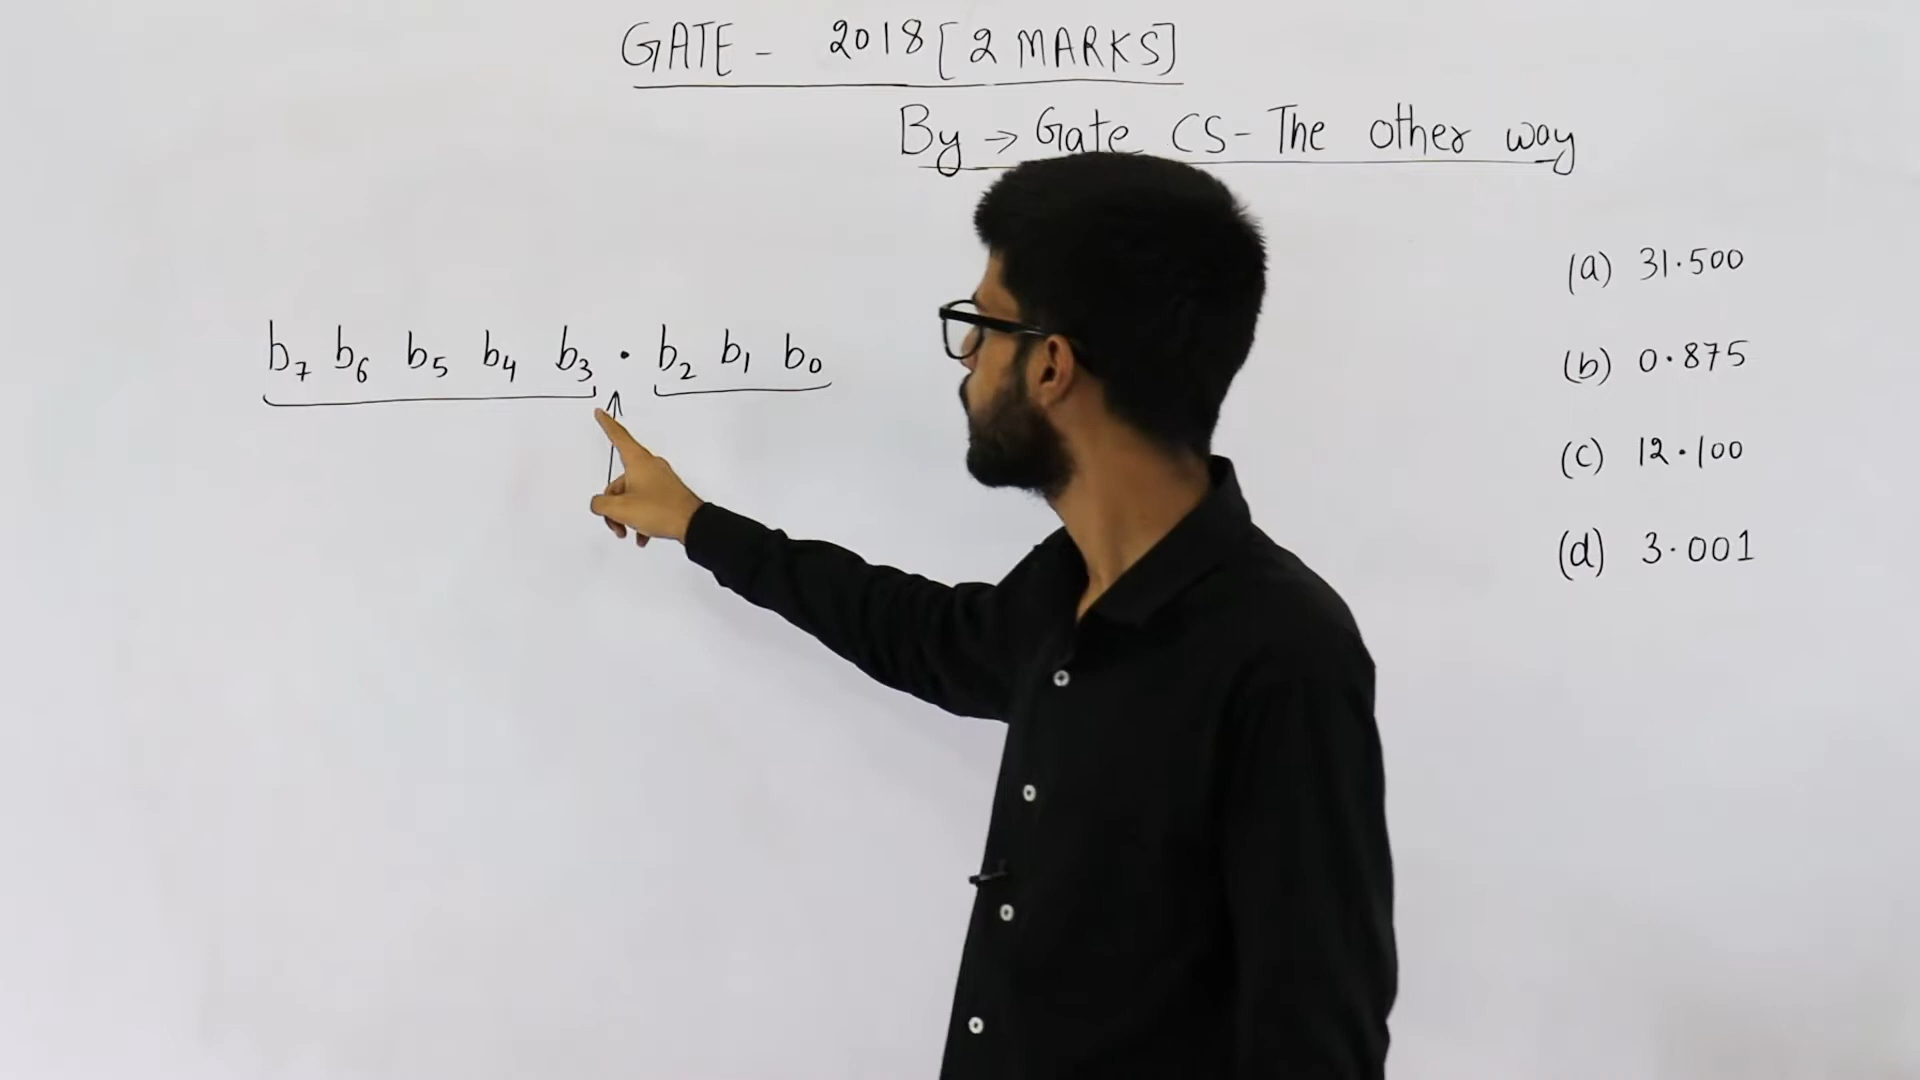 GATE - 2018 [2 MARKS]
By → Gate CS - The other way
b₇ b₆ b₅ b₄ b₃ . b₂ b₁ b₀
(a) 31.500
(b) 0.875
(c) 12.100
(d) 3.001